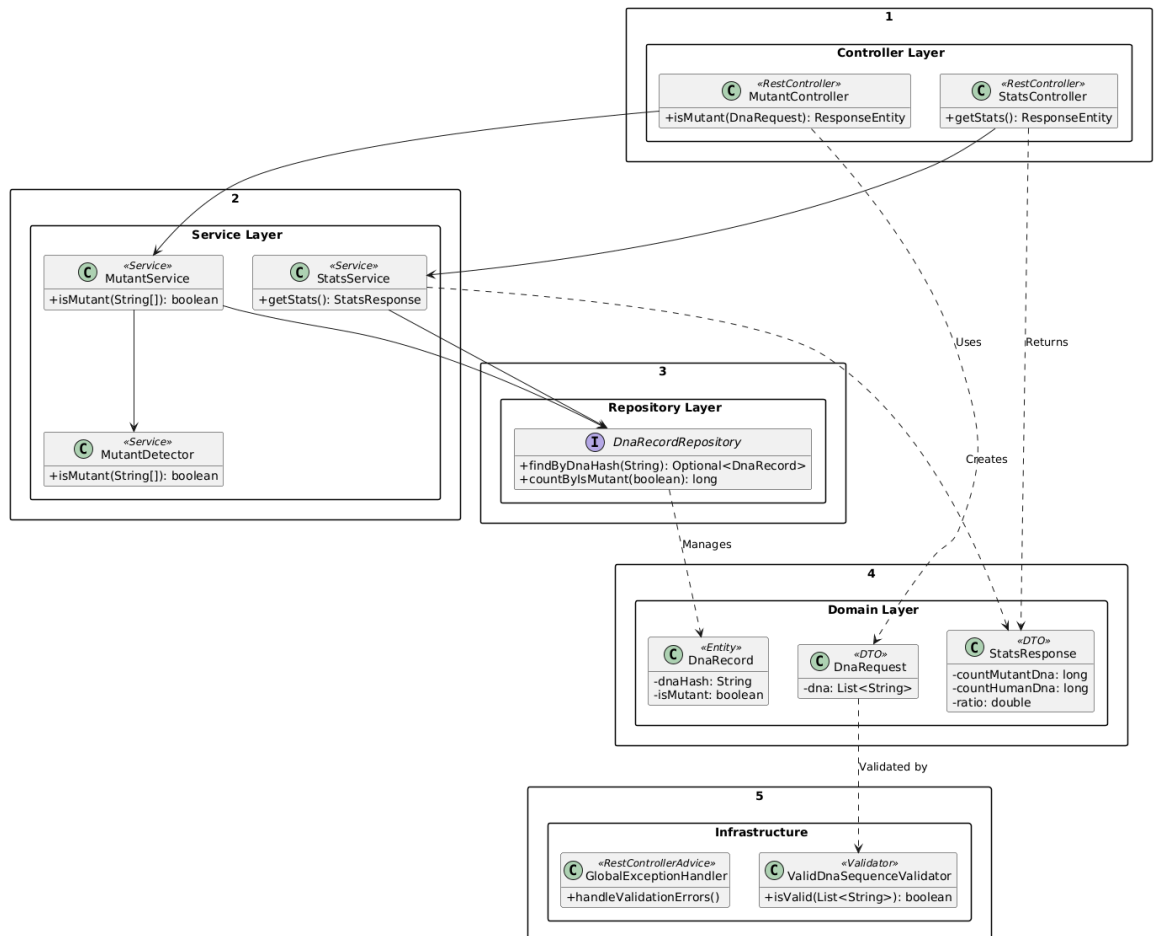 1
Controller Layer
C «RestController»
MutantController
+isMutant(DnaRequest): ResponseEntity
C «RestController»
StatsController
+getStats(): ResponseEntity
2
Service Layer
C «Service»
MutantService
+isMutant(String[]): boolean
C «Service»
StatsService
+getStats(): StatsResponse
C «Service»
MutantDetector
+isMutant(String[]): boolean
Uses
Returns
3
Repository Layer
I DnaRecordRepository
+findByDnaHash(String): Optional<DnaRecord>
+countByIsMutant(boolean): long
Creates
Manages
4
Domain Layer
C «Entity»
DnaRecord
-dnaHash: String
-isMutant: boolean
C «DTO»
DnaRequest
-dna: List<String>
C «DTO»
StatsResponse
-countMutantDna: long
-countHumanDna: long
-ratio: double
Validated by
5
Infrastructure
C «RestControllerAdvice»
GlobalExceptionHandler
+handleValidationErrors()
C «Validator»
ValidDnaSequenceValidator
+isValid(List<String>): boolean